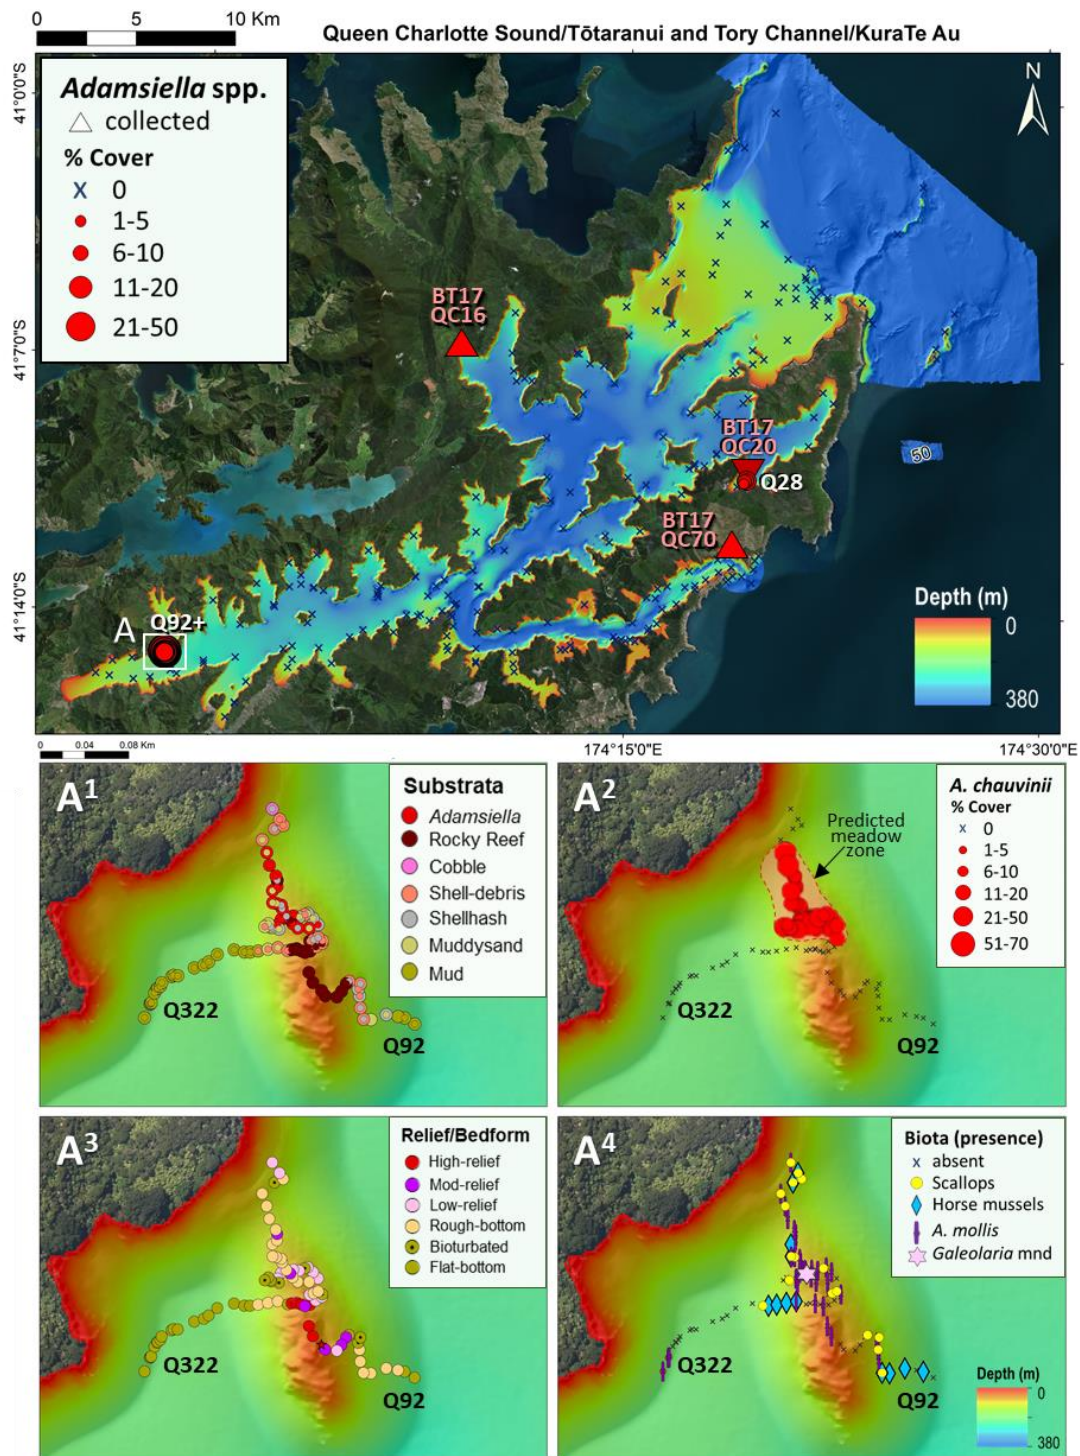 0 5 10 Km
Queen Charlotte Sound/Tōtaranui and Tory Channel/KuraTe Au
Adamsiella spp.
collected
% Cover
x 0
1-5
6-10
11-20
21-50
N
41°0'0"S
41°7'0"S
41°14'0"S
BT17
QC16
BT17
QC20
Q28
BT17
QC70
50
A
Q92+
Depth (m)
0
380
174°15'0"E
174°30'0"E
0 0.04 0.08 Km
A1
Substrata
Adamsiella
Rocky Reef
Cobble
Shell-debris
Shellhash
Muddysand
Mud
Q322
Q92
A2
Predicted
meadow
zone
A. chauvinii
% Cover
x 0
1-5
6-10
11-20
21-50
51-70
Q322
Q92
A3
Relief/Bedform
High-relief
Mod-relief
Low-relief
Rough-bottom
Bioturbated
Flat-bottom
Q322
Q92
A4
Biota (presence)
x absent
Scallops
Horse mussels
A. mollis
Galeolaria mnd
Q322
Q92
Depth (m)
0
380